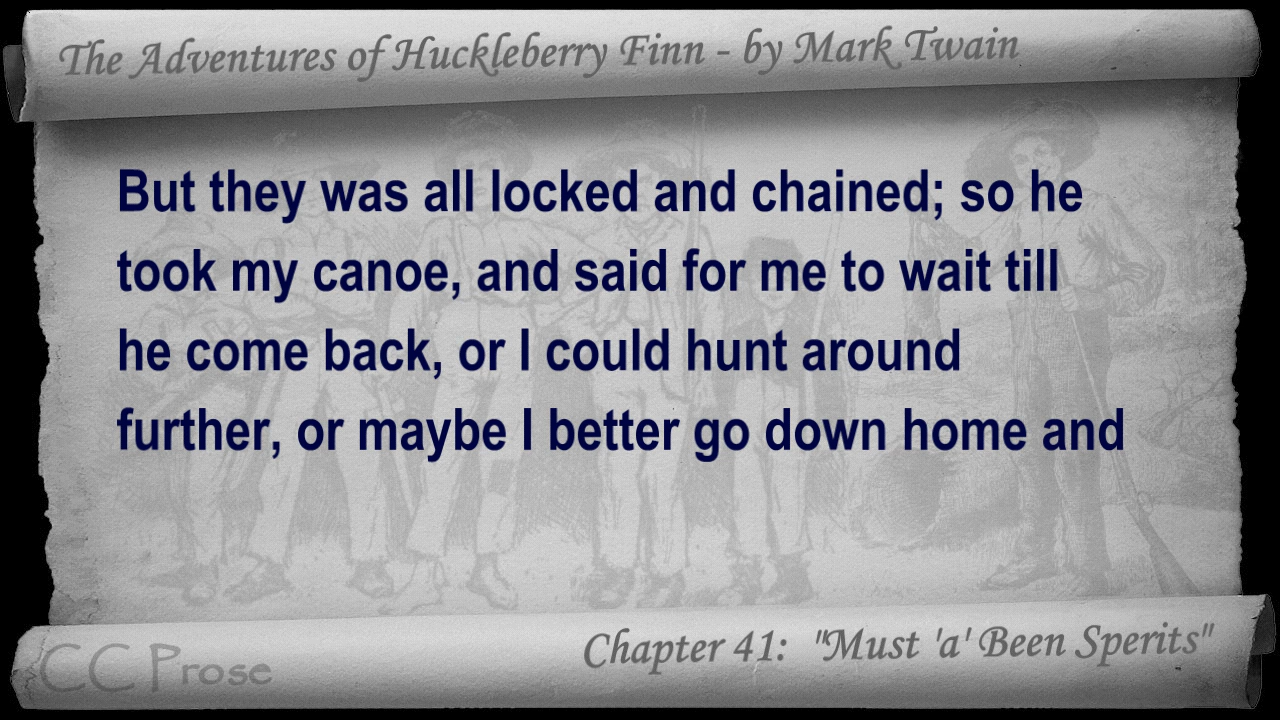 The Adventures of Huckleberry Finn - by Mark Twain
But they was all locked and chained; so he
took my canoe, and said for me to wait till
he come back, or I could hunt around
further, or maybe I better go down home and
CC Prose
Chapter 41: "Must 'a' Been Sperits"